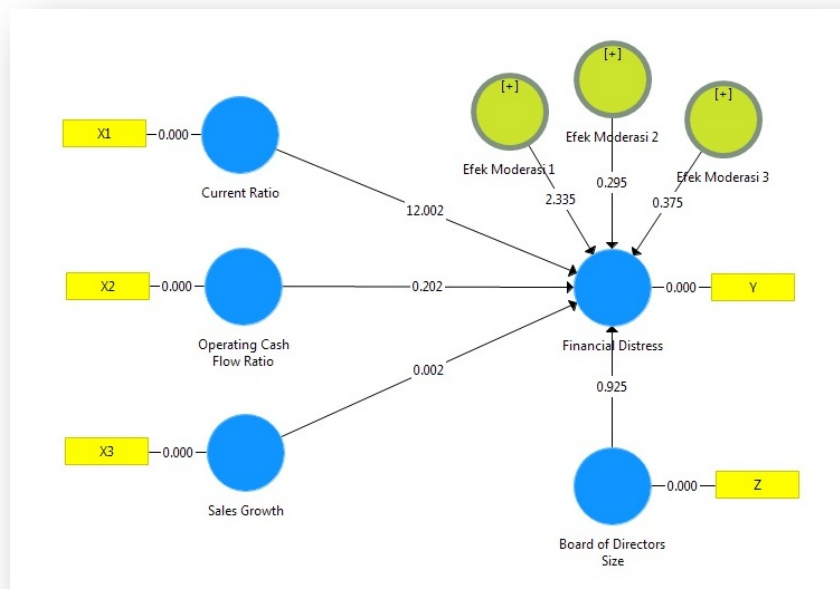 [+]
[+]
[+]
X1
0.000
Current Ratio
Efek Moderasi 1
Efek Moderasi 2
Efek Moderasi 3
2.335
0.295
0.375
12.002
X2
0.000
Operating Cash
Flow Ratio
0.202
Financial Distress
0.000
Y
0.002
0.925
X3
0.000
Sales Growth
Board of Directors
Size
0.000
Z